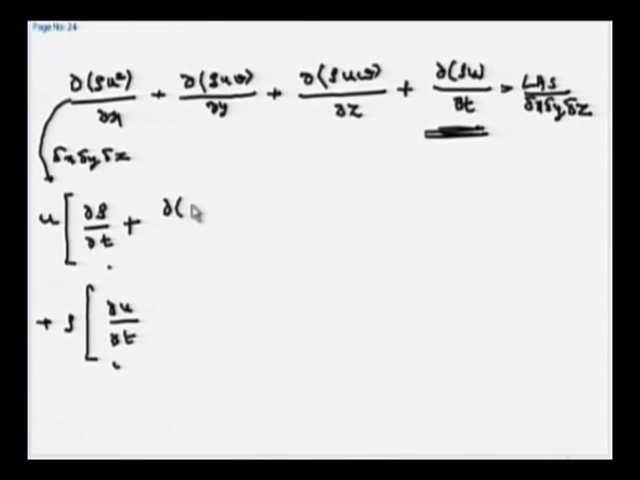 Page No: 24
∂(ρu²)/∂x + ∂(ρuv)/∂y + ∂(ρuw)/∂z + ∂(ρu)/∂t = LHS/δxδyδz
δxδyδz
u [ ∂ρ/∂t + ∂(
+ ρ [ ∂u/∂t